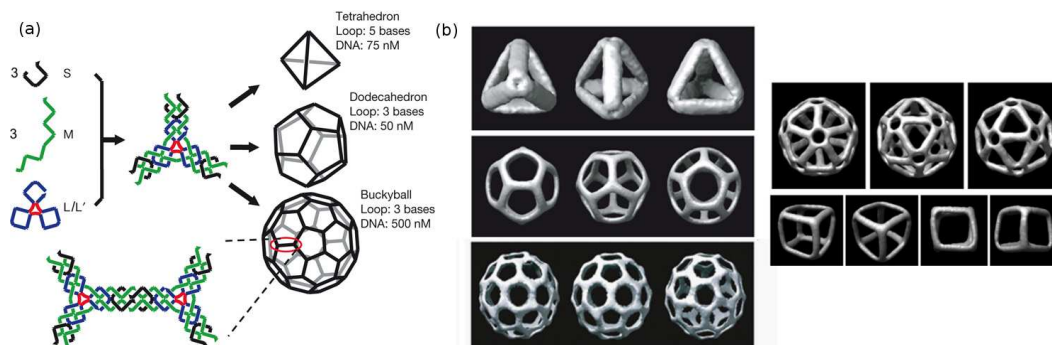 (a)
3 S
3 M
L/L′
Tetrahedron
Loop: 5 bases
DNA: 75 nM
Dodecahedron
Loop: 3 bases
DNA: 50 nM
Buckyball
Loop: 3 bases
DNA: 500 nM
(b)